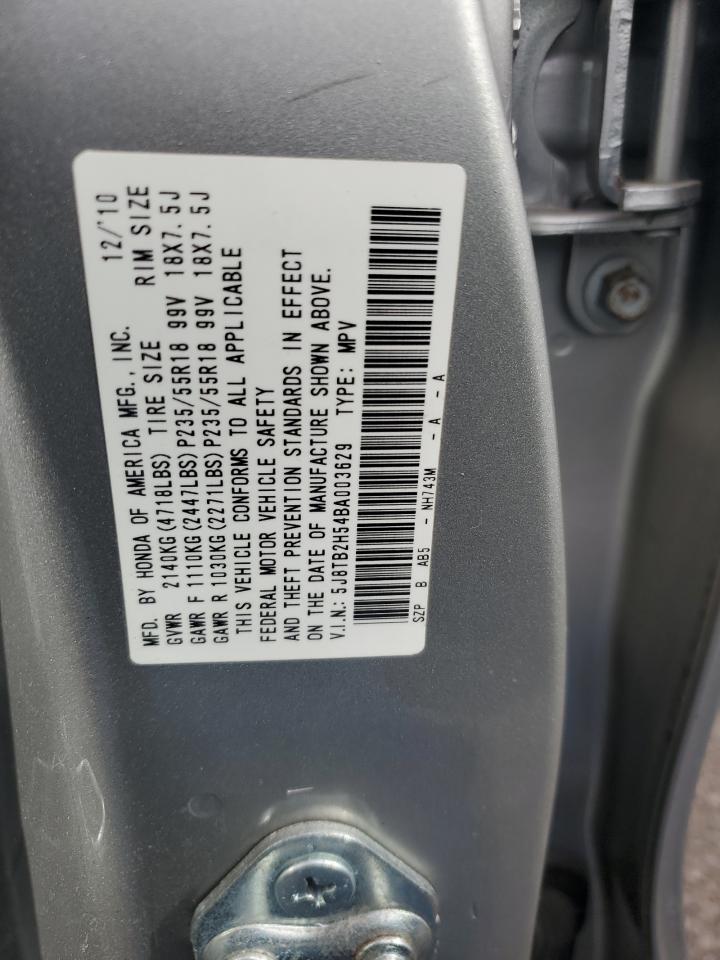 MFD. BY HONDA OF AMERICA MFG., INC. 12/'10
GVWR 2140KG(4718LBS) TIRE SIZE RIM SIZE
GAWR F 1110KG(2447LBS)P235/55R18 99V 18X7.5J
GAWR R 1030KG(2271LBS)P235/55R18 99V 18X7.5J
THIS VEHICLE CONFORMS TO ALL APPLICABLE
FEDERAL MOTOR VEHICLE SAFETY
AND THEFT PREVENTION STANDARDS IN EFFECT
ON THE DATE OF MANUFACTURE SHOWN ABOVE.
V.I.N.: 5J8TB2H54BA003629 TYPE: MPV
SZP B AB5 - NH743M - A - A